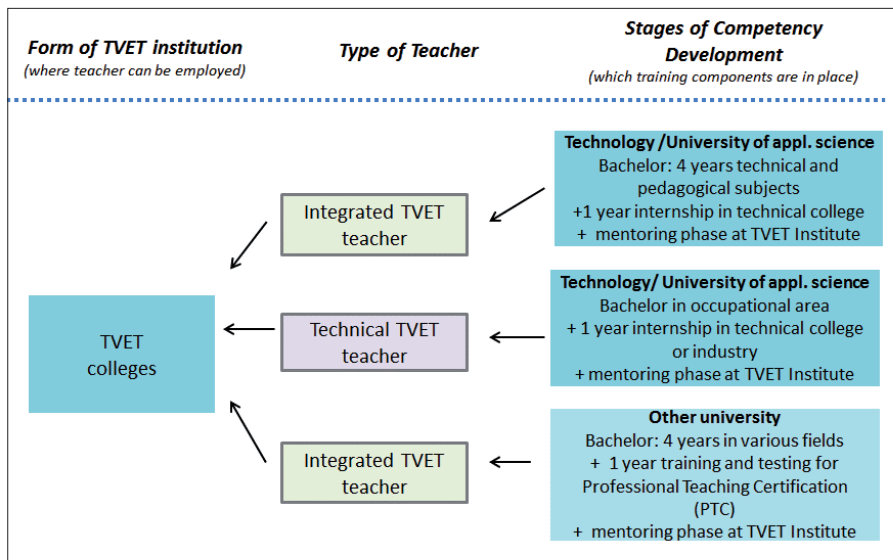 Form of TVET institution
(where teacher can be employed)
Type of Teacher
Stages of Competency
Development
(which training components are in place)
Technology /University of appl. science
Bachelor: 4 years technical and
pedagogical subjects
+1 year internship in technical college
+ mentoring phase at TVET Institute
Integrated TVET
teacher
Technology/ University of appl. science
Bachelor in occupational area
+ 1 year internship in technical college
or industry
+ mentoring phase at TVET Institute
Technical TVET
teacher
TVET
colleges
Other university
Bachelor: 4 years in various fields
+ 1 year training and testing for
Professional Teaching Certification
(PTC)
+ mentoring phase at TVET Institute
Integrated TVET
teacher